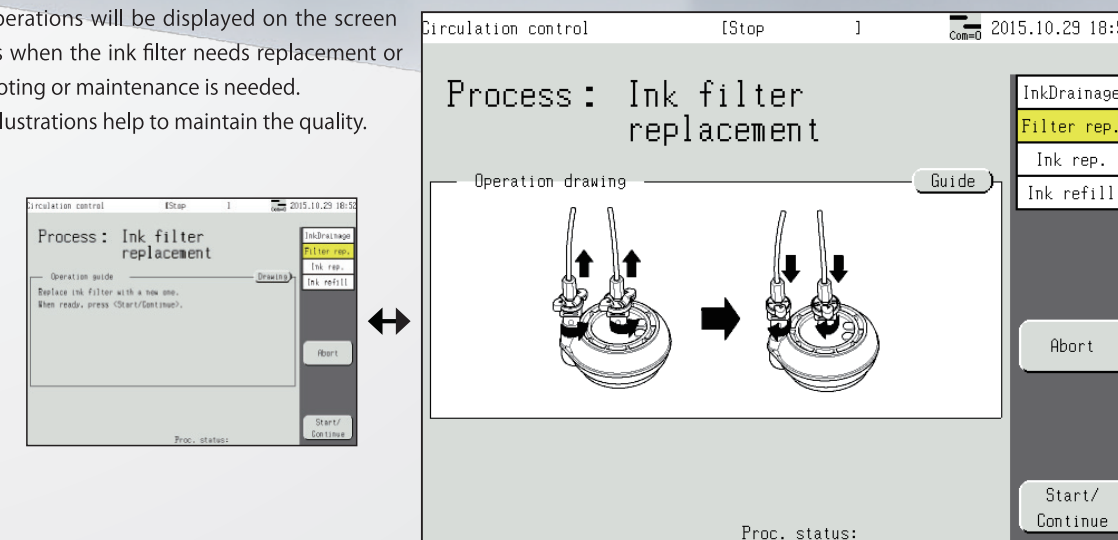 perations will be displayed on the screen
s when the ink filter needs replacement or
oting or maintenance is needed.
llustrations help to maintain the quality.
Circulation control [Stop ] Com=0 2015.10.29 18:52
Process: Ink filter
replacement
InkDrainage
Filter rep.
Ink rep.
Ink refill
Operation guide Drawing
Replace ink filter with a new one.
When ready, press <Start/Continue>.
Abort
Start/
Continue
Proc. status:
Circulation control [Stop ] Com=0 2015.10.29 18:5
Process: Ink filter
replacement
InkDrainage
Filter rep.
Ink rep.
Ink refill
Operation drawing Guide
Abort
Start/
Continue
Proc. status: